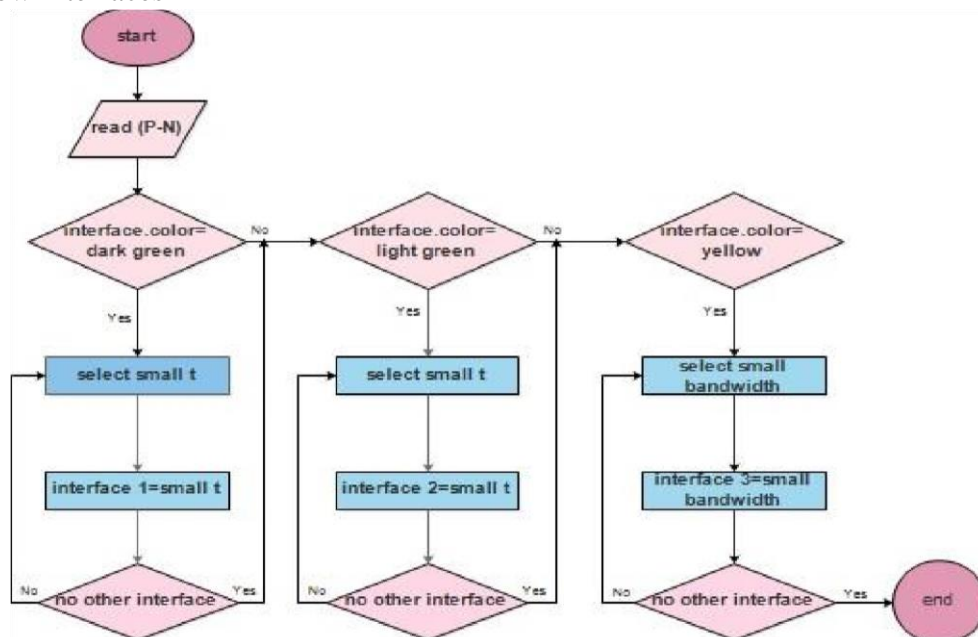 start
read (P-N)
interface.color=
dark green
No
interface.color=
light green
No
interface.color=
yellow
Yes
Yes
Yes
select small t
select small t
select small
bandwidth
interface 1=small t
interface 2=small t
interface 3=small
bandwidth
No
no other interface
Yes
No
no other interface
Yes
No
no other interface
Yes
end